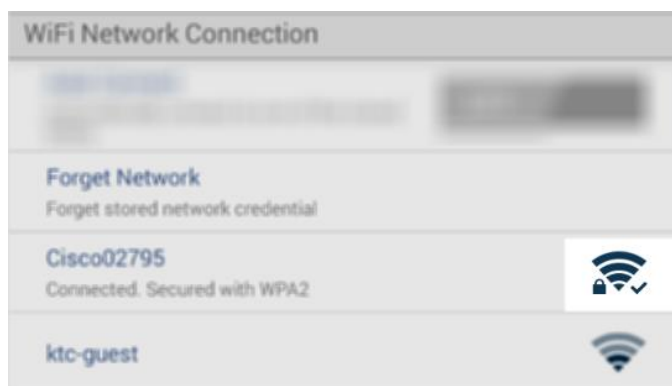 WiFi Network Connection
Forget Network
Forget stored network credential
Cisco02795
Connected. Secured with WPA2
ktc-guest